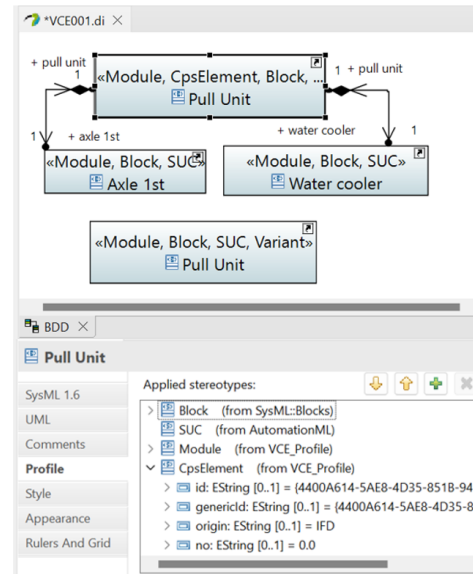 *VCE001.di
+ pull unit
1
«Module, CpsElement, Block, ...
Pull Unit
1
+ pull unit
1
+ axle 1st
+ water cooler
1
«Module, Block, SUC»
Axle 1st
«Module, Block, SUC»
Water cooler
«Module, Block, SUC, Variant»
Pull Unit
BDD
Pull Unit
SysML 1.6
UML
Comments
Profile
Style
Appearance
Rulers And Grid
Applied stereotypes:
Block (from SysML::Blocks)
SUC (from AutomationML)
Module (from VCE_Profile)
CpsElement (from VCE_Profile)
id: EString [0..1] = {4400A614-5AE8-4D35-851B-94
genericId: EString [0..1] = {4400A614-5AE8-4D35-8
origin: EString [0..1] = IFD
no: EString [0..1] = 0.0